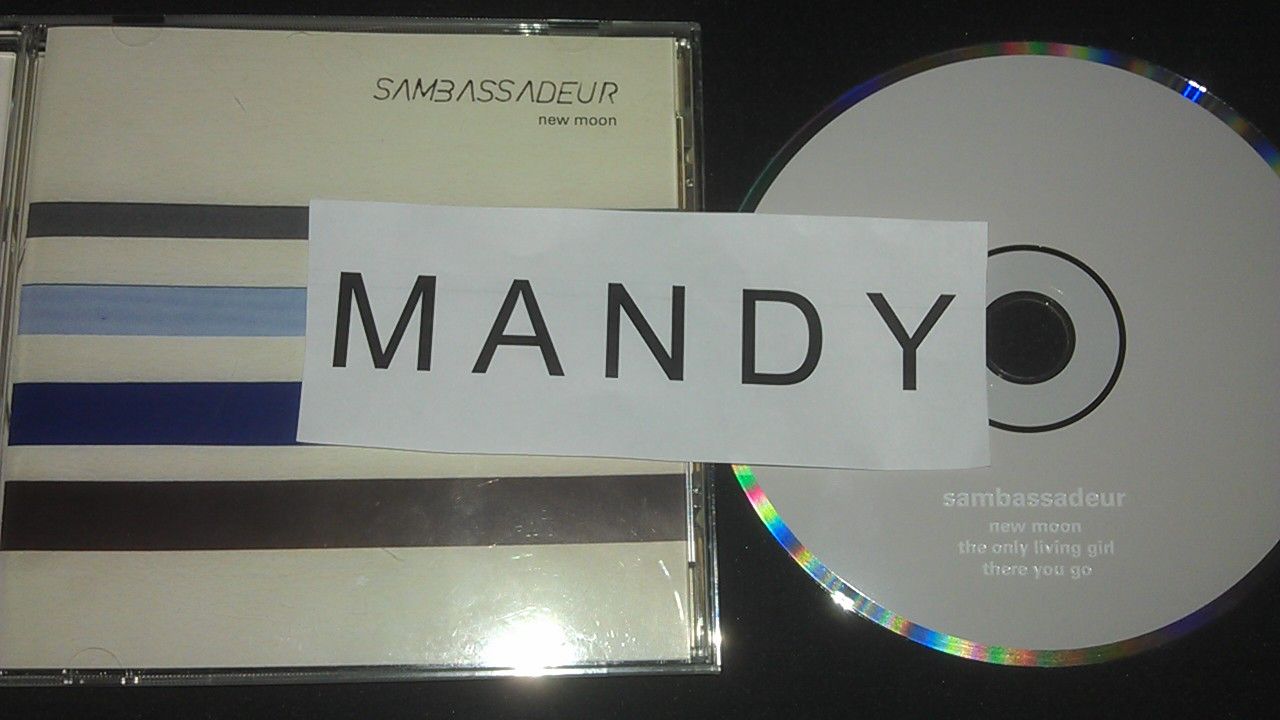 SAMBASSADEUR
new moon
MANDY
sambassadeur
new moon
the only living girl
there you go